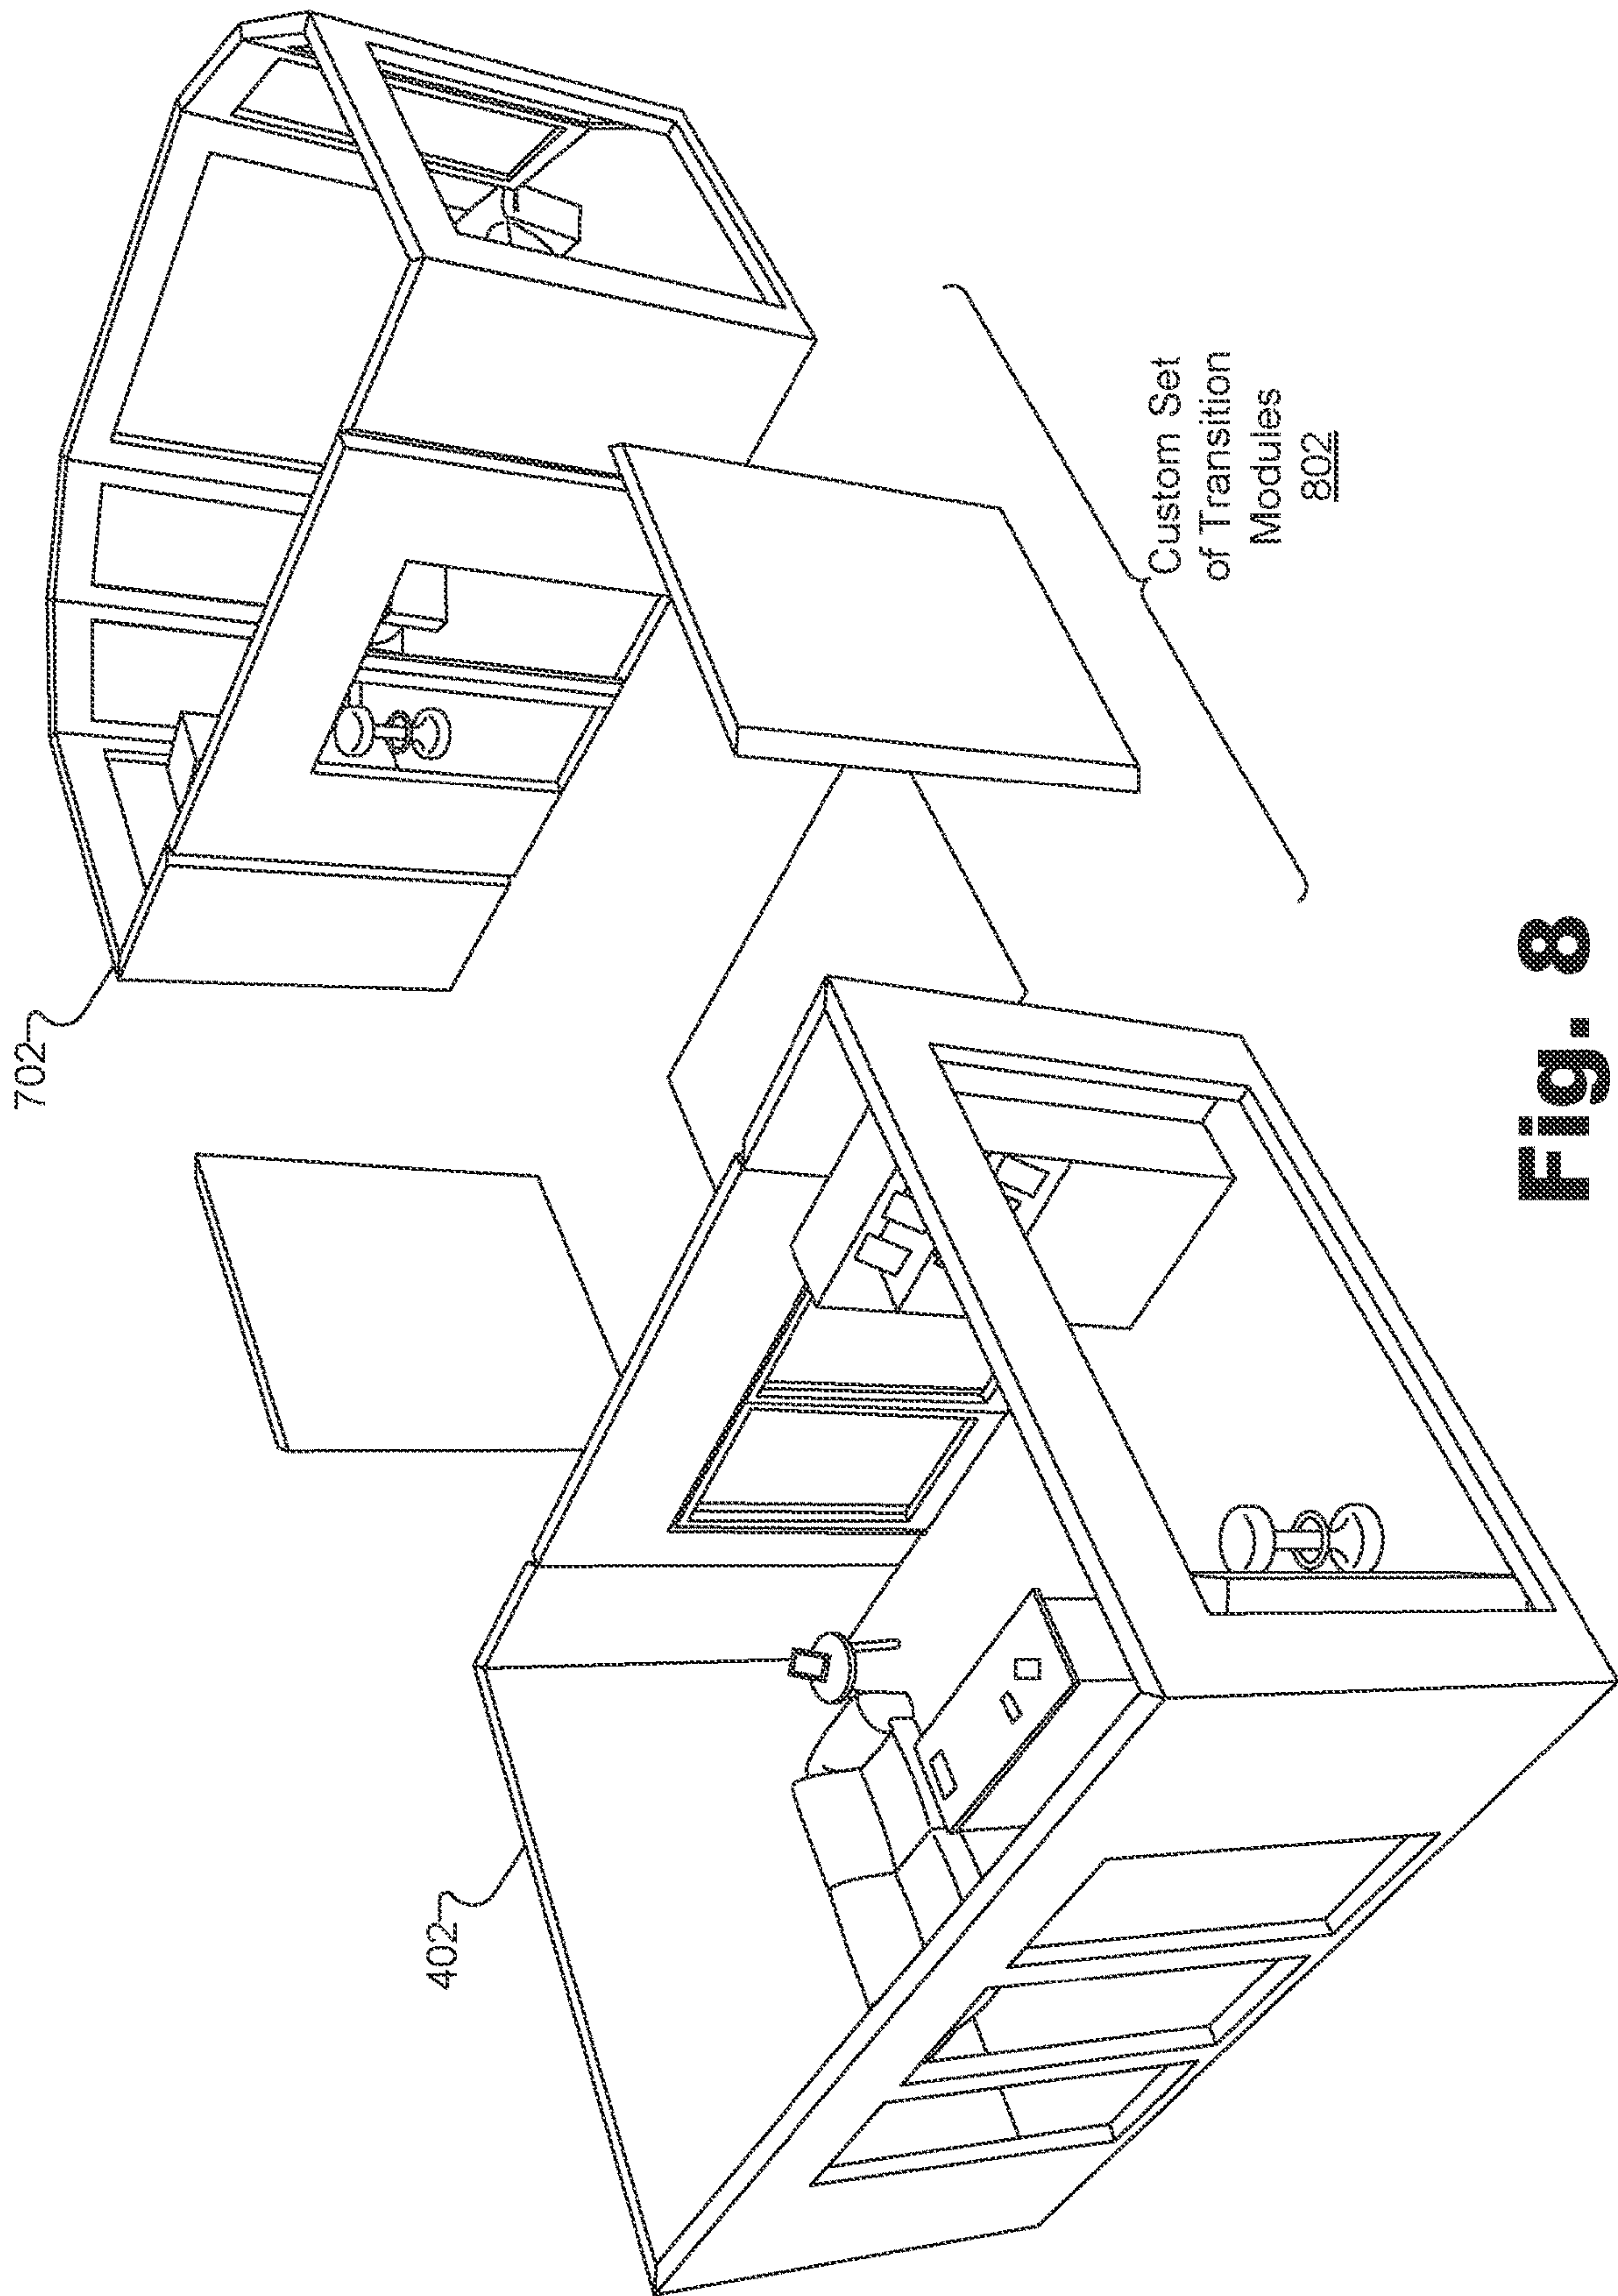 702
402
Custom Set
of Transition
Modules
802
Fig. 8